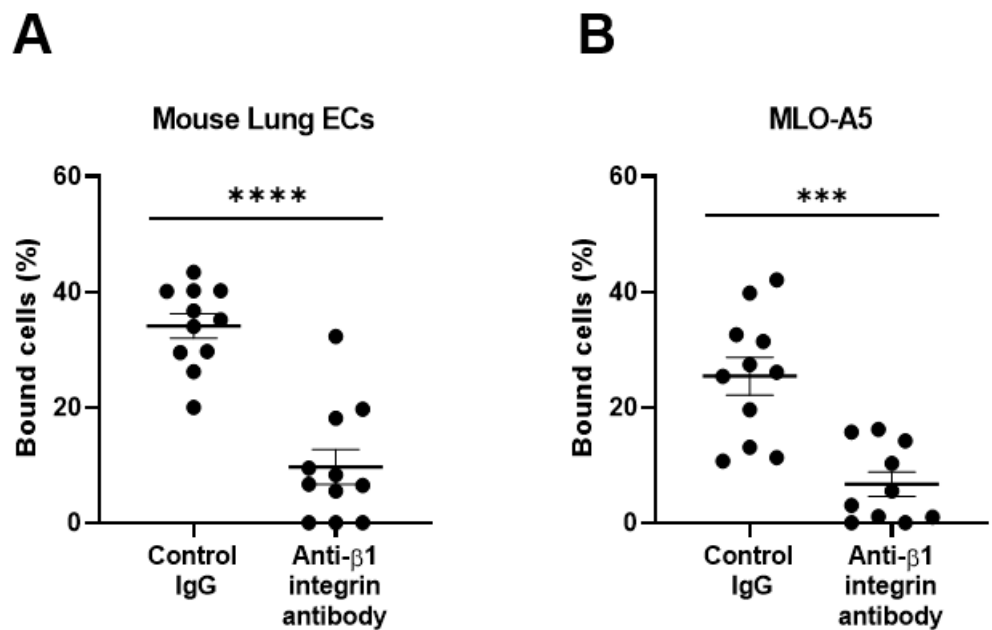 A
Mouse Lung ECs
****
Bound cells (%)
60
40
20
0
Control
IgG
Anti-β1
integrin
antibody
B
MLO-A5
***
Bound cells (%)
60
40
20
0
Control
IgG
Anti-β1
integrin
antibody